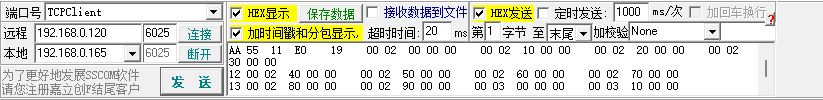 端口号 TCPClient HEX显示 保存数据 接收数据到文件 HEX发送 定时发送: 1000 ms/次 加回车换行
远程 192.168.0.120 6025 连接 加时间戳和分包显示, 超时时间: 20 ms 第 1 字节 至 末尾 加校验 None
本地 192.168.0.165 6025 断开 AA 55 11 E0 19 00 02 00 00 00 00 02 10 00 00 00 02 20 00 00 00 02
30 00 00
为了更好地发展SSCOM软件 发 送 00 02 40 00 00 00 02 50 00 00 00 02 60 00 00 00 02 70 00 00
请您注册嘉立创F结尾客户 00 12 80 00 00 00 02 90 00 00 00 03 00 00 00 00 03 10 00 00